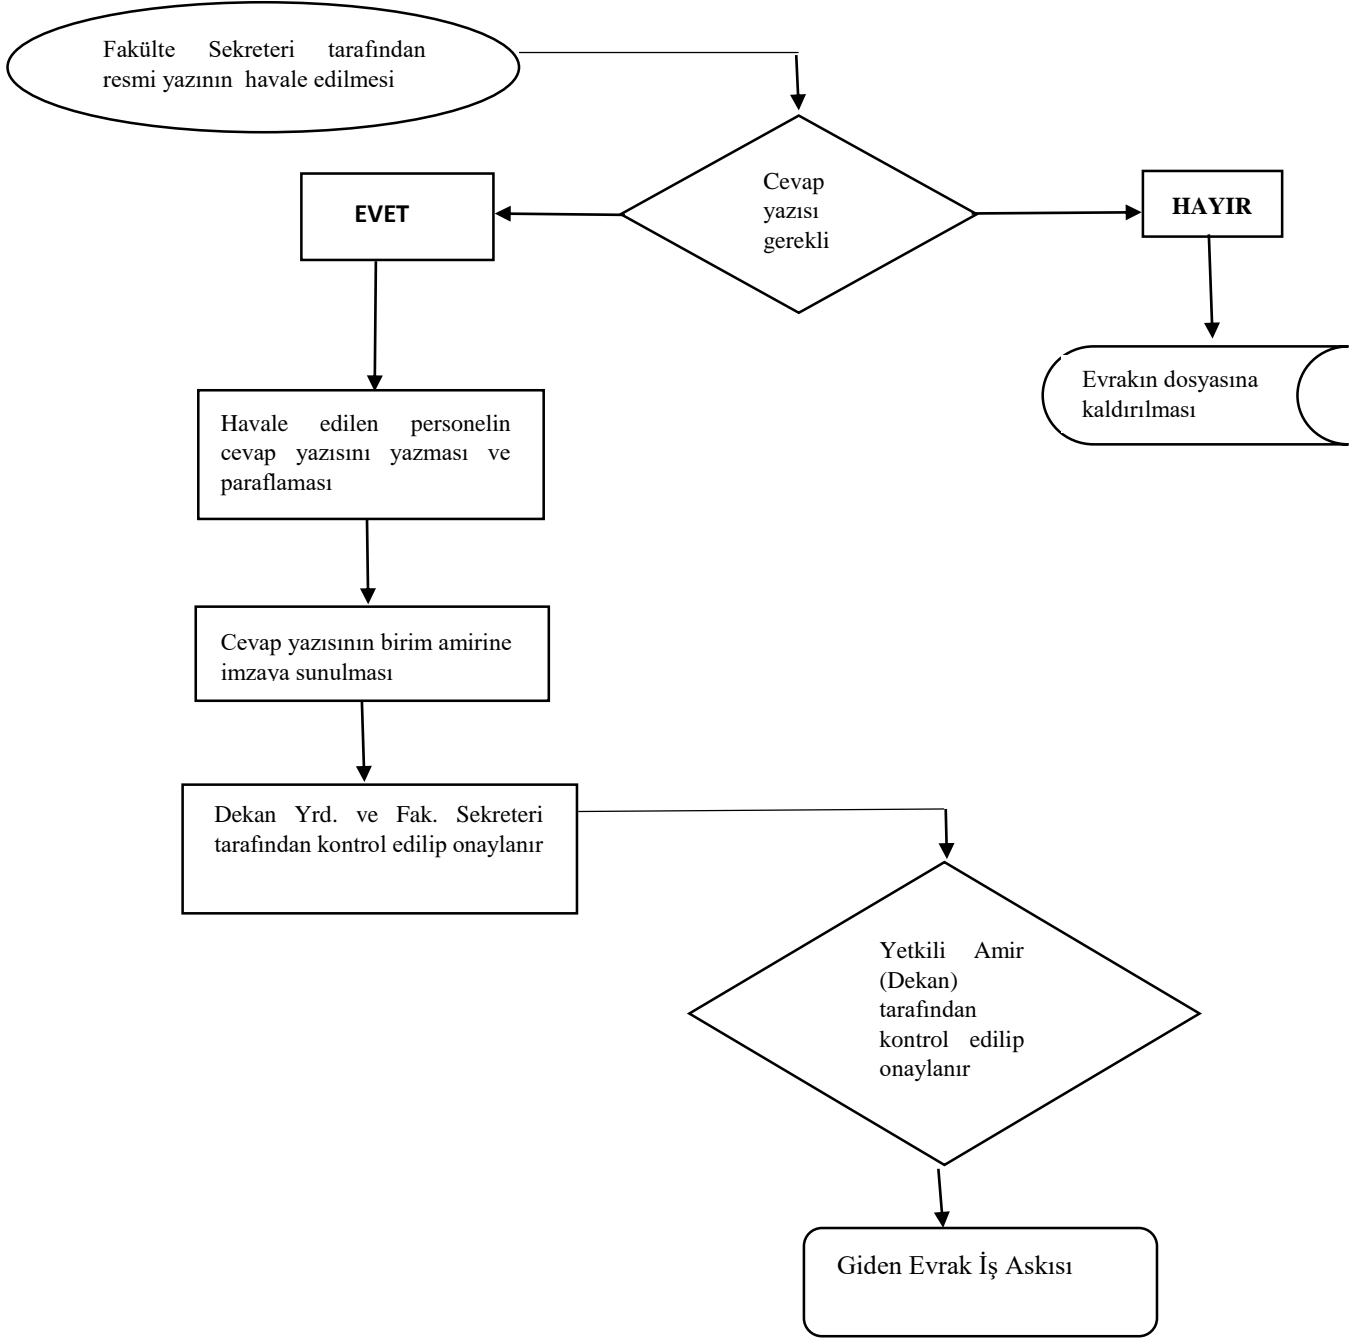 Fakülte Sekreteri tarafından
resmi yazının havale edilmesi
Cevap
yazısı
gerekli
EVET
HAYIR
Evrakın dosyasına
kaldırılması
Havale edilen personelin
cevap yazısını yazması ve
paraflaması
Cevap yazısının birim amirine
imzaya sunulması
Dekan Yrd. ve Fak. Sekreteri
tarafından kontrol edilip onaylanır
Yetkili Amir
(Dekan)
tarafından
kontrol edilip
onaylanır
Giden Evrak İş Askısı